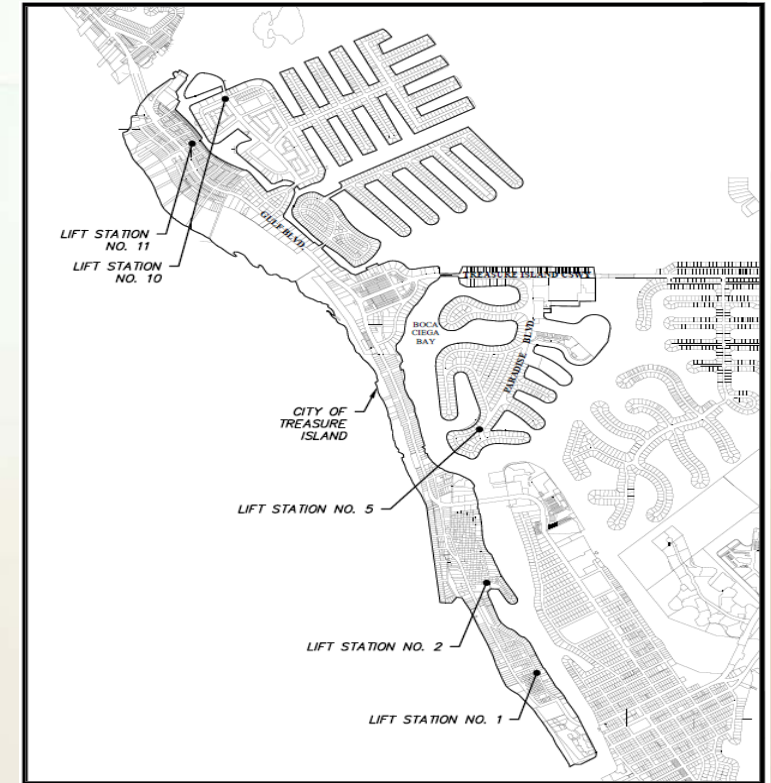 LIFT STATION
NO. 11
LIFT STATION
NO. 10
GULF BLVD.
TREASURE ISLAND CSWY
BOCA
CIEGA
BAY
PARADISE BLVD.
CITY OF
TREASURE
ISLAND
LIFT STATION NO. 5
LIFT STATION NO. 2
LIFT STATION NO. 1